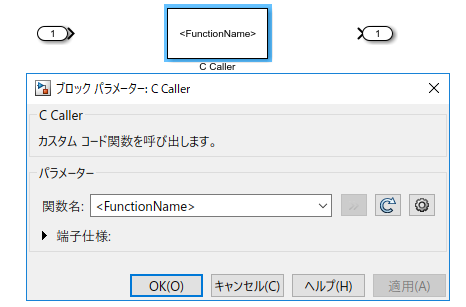 1
<FunctionName>
1
C Caller
ブロック パラメーター: C Caller
C Caller
カスタム コード関数を呼び出します。
パラメーター
関数名: <FunctionName>
端子仕様:
OK(O) キャンセル(C) ヘルプ(H) 適用(A)